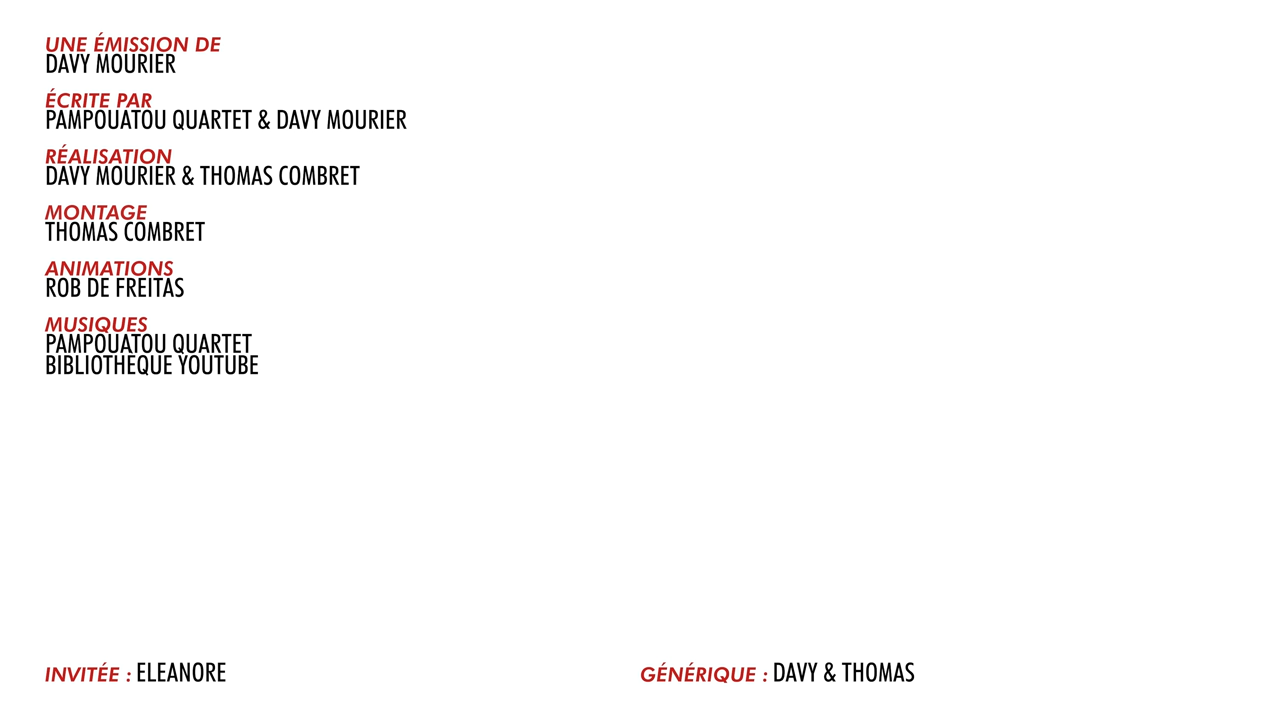 UNE ÉMISSION DE
DAVY MOURIER
ÉCRITE PAR
PAMPOUATOU QUARTET & DAVY MOURIER
RÉALISATION
DAVY MOURIER & THOMAS COMBRET
MONTAGE
THOMAS COMBRET
ANIMATIONS
ROB DE FREITAS
MUSIQUES
PAMPOUATOU QUARTET
BIBLIOTHÈQUE YOUTUBE
INVITÉE : ELEANORE
GÉNÉRIQUE : DAVY & THOMAS